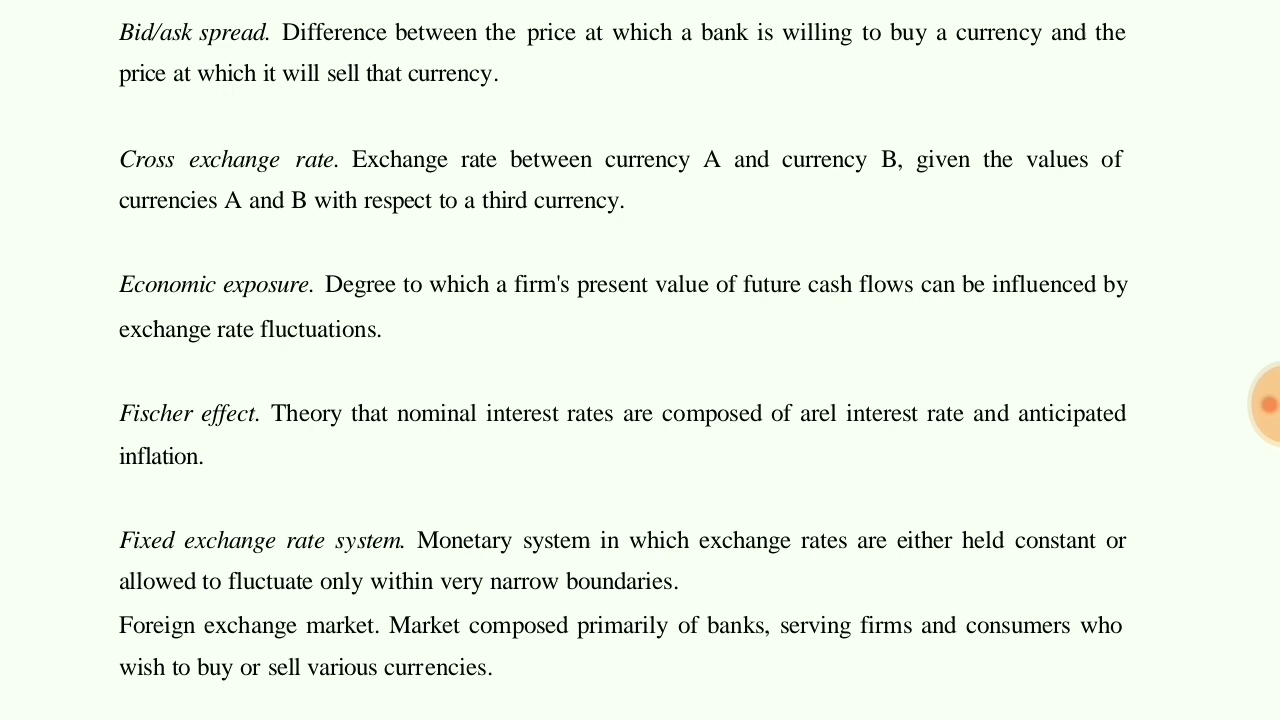 Bid/ask spread. Difference between the price at which a bank is willing to buy a currency and the
price at which it will sell that currency.
Cross exchange rate. Exchange rate between currency A and currency B, given the values of
currencies A and B with respect to a third currency.
Economic exposure. Degree to which a firm's present value of future cash flows can be influenced by
exchange rate fluctuations.
Fischer effect. Theory that nominal interest rates are composed of arel interest rate and anticipated
inflation.
Fixed exchange rate system. Monetary system in which exchange rates are either held constant or
allowed to fluctuate only within very narrow boundaries.
Foreign exchange market. Market composed primarily of banks, serving firms and consumers who
wish to buy or sell various currencies.